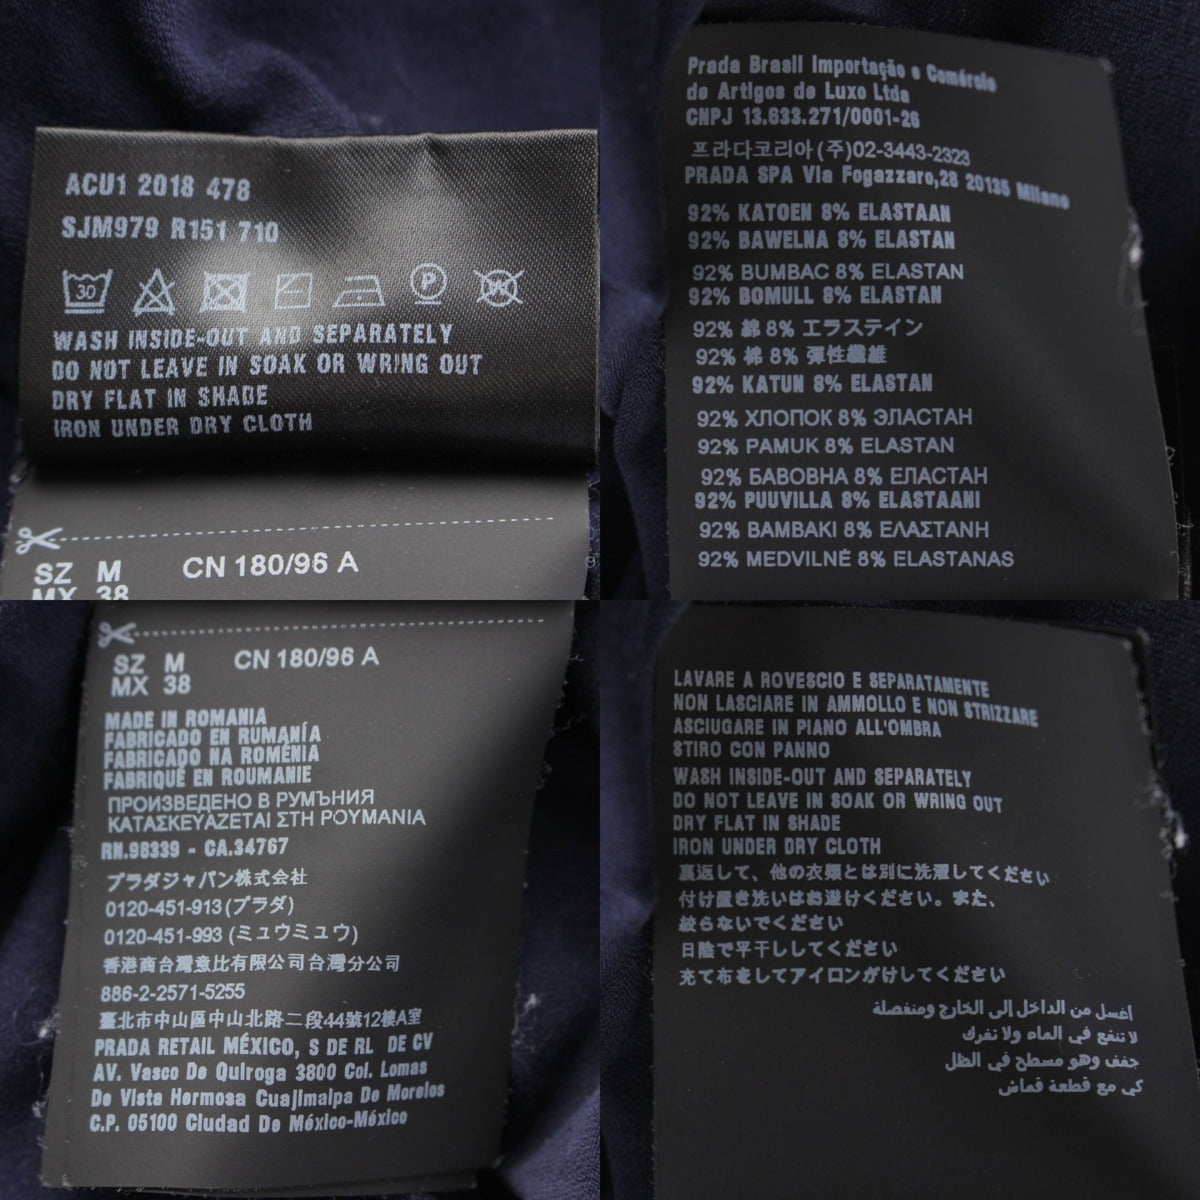 ACU1 2018 478
SJM979 R151 710
30
P
W
WASH INSIDE-OUT AND SEPARATELY
DO NOT LEAVE IN SOAK OR WRING OUT
DRY FLAT IN SHADE
IRON UNDER DRY CLOTH
SZ M CN 180/96 A
MX 38
Prada Brasil Importação e Comércio
de Artigos de Luxo Ltda
CNPJ 13.633.271/0001-26
프라다코리아(주)02-3443-2323
PRADA SPA Via Fogazzaro,28 20135 Milano
92% KATOEN 8% ELASTAAN
92% BAWELNA 8% ELASTAN
92% BUMBAC 8% ELASTAN
92% BOMULL 8% ELASTAN
92% 綿 8% エラステイン
92% 棉 8% 彈性纖維
92% KATUN 8% ELASTAN
92% ХЛОПОК 8% ЭЛАСТАН
92% PAMUK 8% ELASTAN
92% БАВОВНА 8% ЕЛАСТАН
92% PUUVILLA 8% ELASTAANI
92% ΒΑΜΒΑΚΙ 8% ΕΛΑΣΤΑΝΗ
92% MEDVILNĖ 8% ELASTANAS
SZ M CN 180/96 A
MX 38
MADE IN ROMANIA
FABRICADO EN RUMANÍA
FABRICADO NA ROMÉNIA
FABRIQUÉ EN ROUMANIE
ПРОИЗВЕДЕНО В РУМЪНИЯ
ΚΑΤΑΣΚΕΥΑΖΕΤΑΙ ΣΤΗ ΡΟΥΜΑΝΙΑ
RN.98339 - CA.34767
プラダジャパン株式会社
0120-451-913(プラダ)
0120-451-993 (ミュウミュウ)
香港商台灣意比有限公司台灣分公司
886-2-2571-5255
臺北市中山區中山北路二段44號12樓A室
PRADA RETAIL MÉXICO, S DE RL DE CV
AV. Vasco De Quiroga 3800 Col. Lomas
De Vista Hermosa Cuajimalpa De Morelos
C.P. 05100 Ciudad De México-México
LAVARE A ROVESCIO E SEPARATAMENTE
NON LASCIARE IN AMMOLLO E NON STRIZZARE
ASCIUGARE IN PIANO ALL'OMBRA
STIRO CON PANNO
WASH INSIDE-OUT AND SEPARATELY
DO NOT LEAVE IN SOAK OR WRING OUT
DRY FLAT IN SHADE
IRON UNDER DRY CLOTH
裏返して、他の衣類とは別に洗濯してください
付け置き洗いはお避けください。また、
絞らないでください
日陰で平干ししてください
充て布をしてアイロンがけしてください
اغسل من الداخل إلى الخارج ومنفصلة
لا تنقع في الماء ولا تفرك
جفف وهو مسطح في الظل
كي مع قطعة قماش